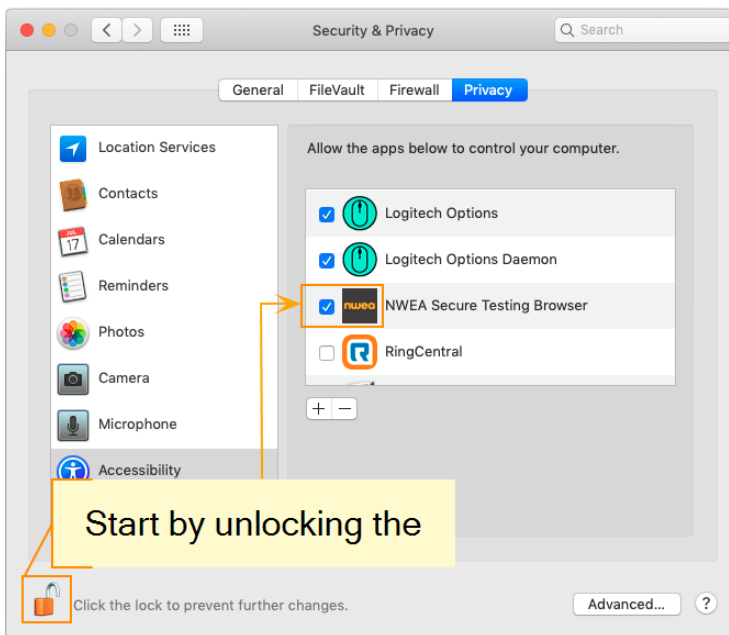 Security & Privacy
Search
General FileVault Firewall Privacy
Location Services
Contacts
JUL
17
Calendars
Reminders
Photos
Camera
Microphone
Accessibility
Allow the apps below to control your computer.
Logitech Options
Logitech Options Daemon
nwea NWEA Secure Testing Browser
R RingCentral
+ −
Start by unlocking the
Click the lock to prevent further changes.
Advanced... ?